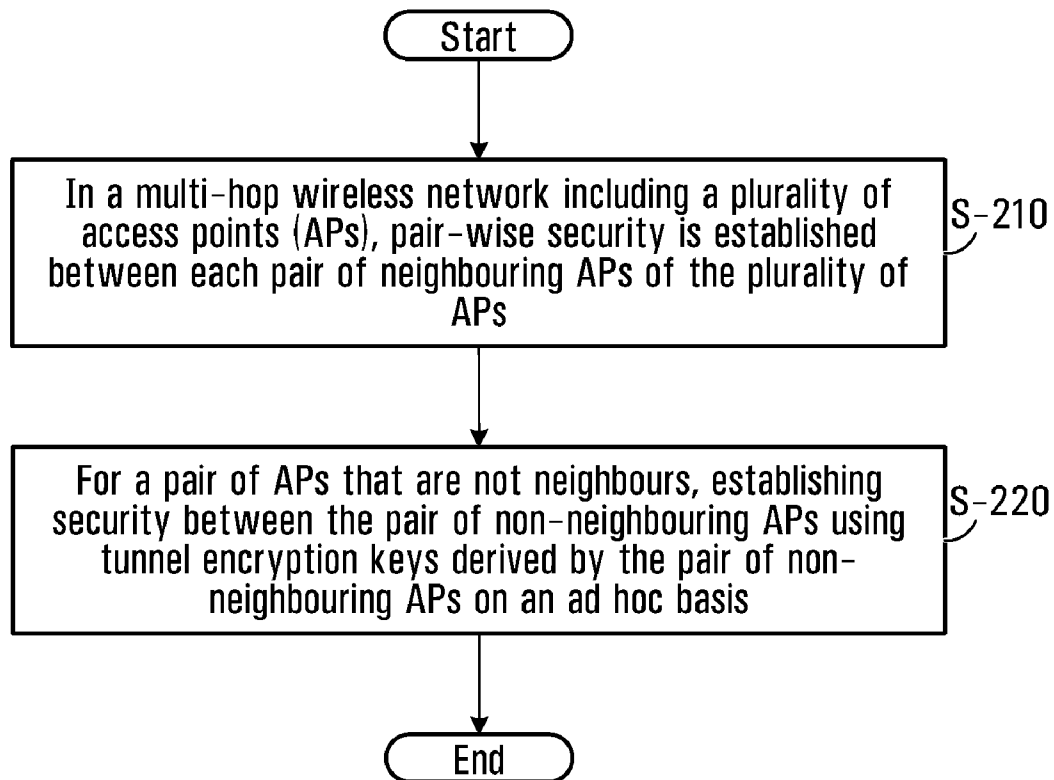 Start
In a multi-hop wireless network including a plurality of
access points (APs), pair-wise security is established
between each pair of neighbouring APs of the plurality of
APs
S-210
For a pair of APs that are not neighbours, establishing
security between the pair of non-neighbouring APs using
tunnel encryption keys derived by the pair of non-
neighbouring APs on an ad hoc basis
S-220
End